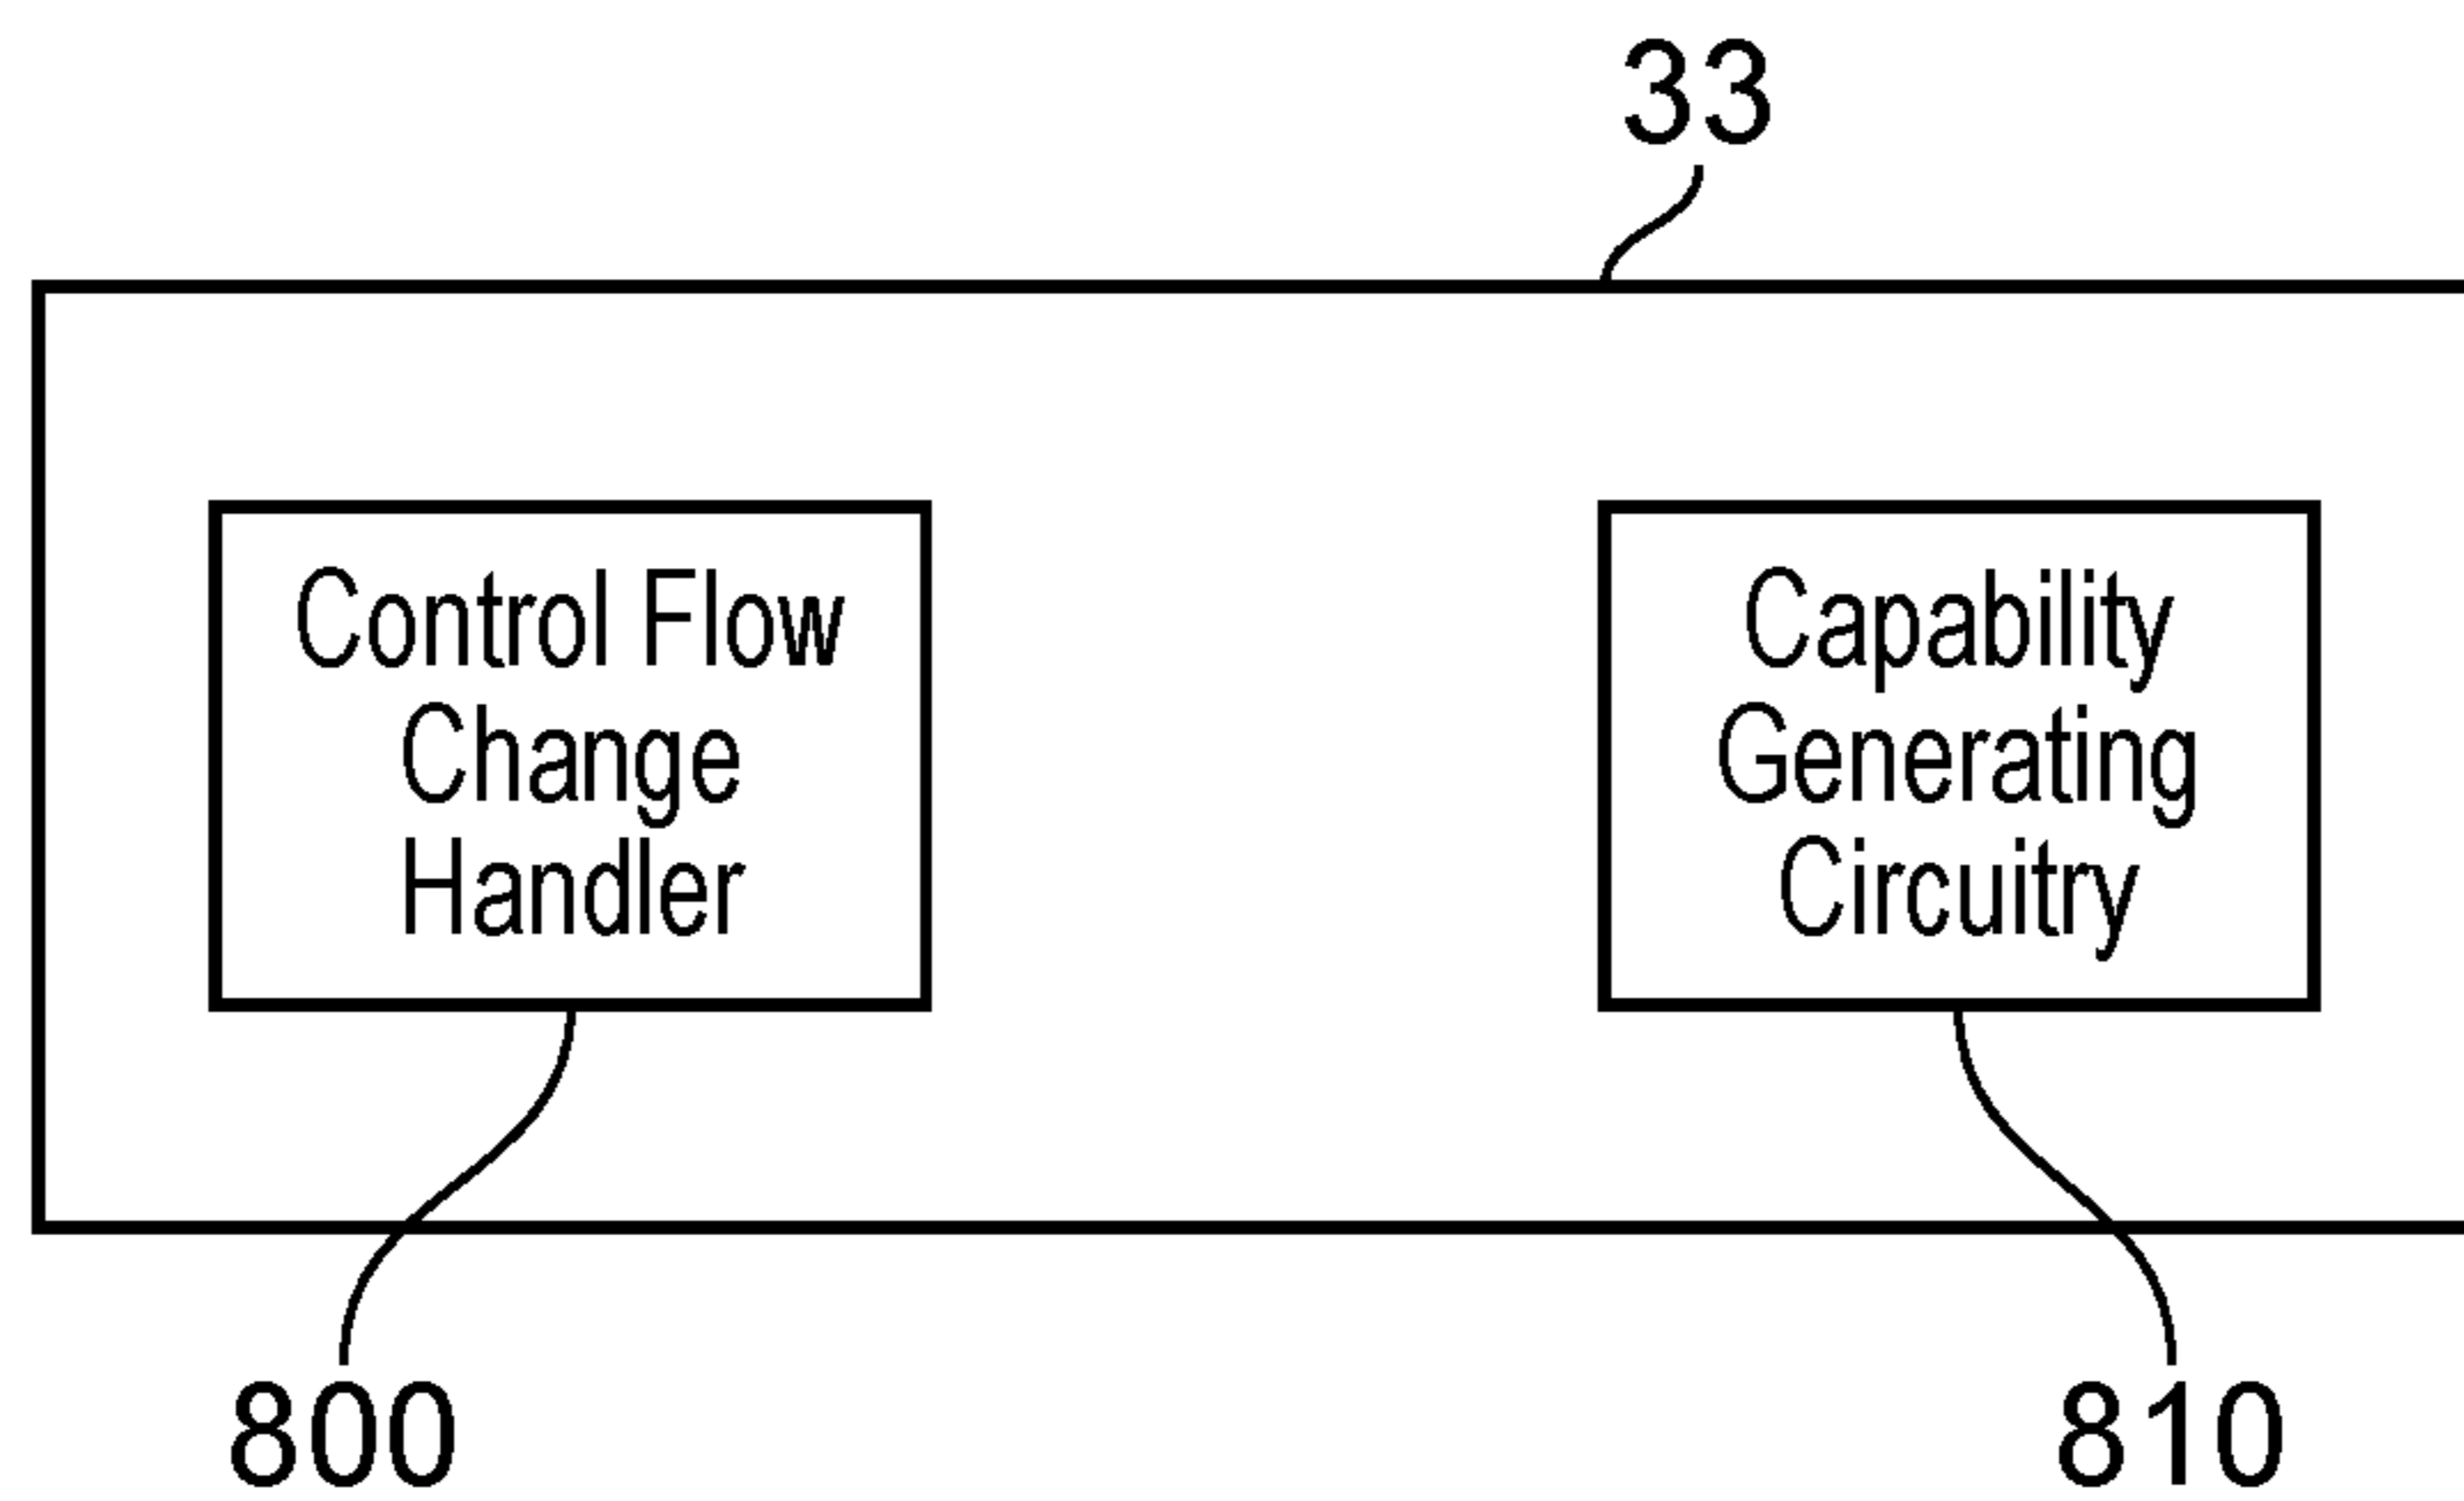 33
Control Flow
Change
Handler
Capability
Generating
Circuitry
800
810